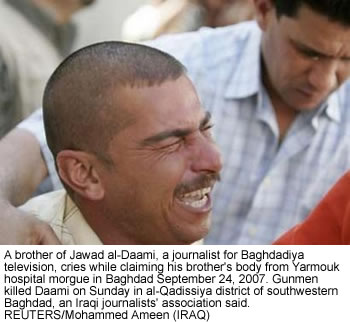 A brother of Jawad al-Daami, a journalist for Baghdadiya
television, cries while claiming his brother's body from Yarmouk
hospital morgue in Baghdad September 24, 2007. Gunmen
killed Daami on Sunday in al-Qadissiya district of southwestern
Baghdad, an Iraqi journalists' association said.
REUTERS/Mohammed Ameen (IRAQ)